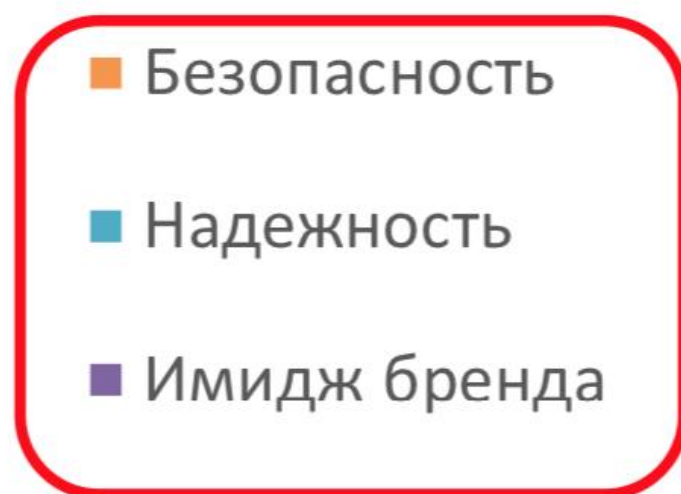 Безопасность
Надежность
Имидж бренда